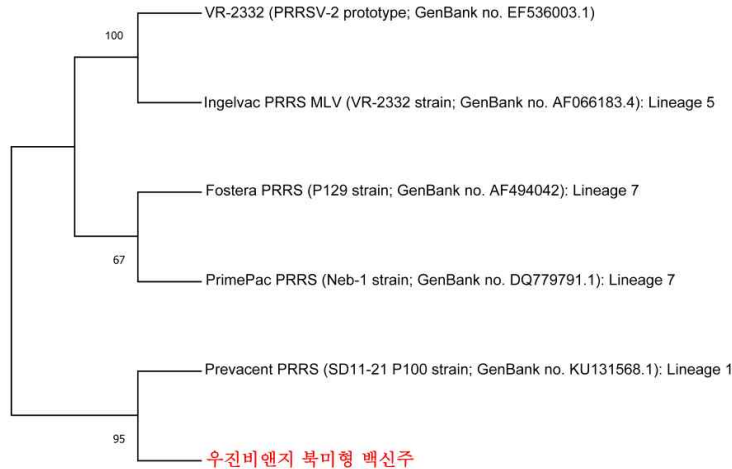 VR-2332 (PRRSV-2 prototype; GenBank no. EF536003.1)
100
Ingelvac PRRS MLV (VR-2332 strain; GenBank no. AF066183.4): Lineage 5
Fostera PRRS (P129 strain; GenBank no. AF494042): Lineage 7
67
PrimePac PRRS (Neb-1 strain; GenBank no. DQ779791.1): Lineage 7
Prevacent PRRS (SD11-21 P100 strain; GenBank no. KU131568.1): Lineage 1
95
우진비앤지 북미형 백신주